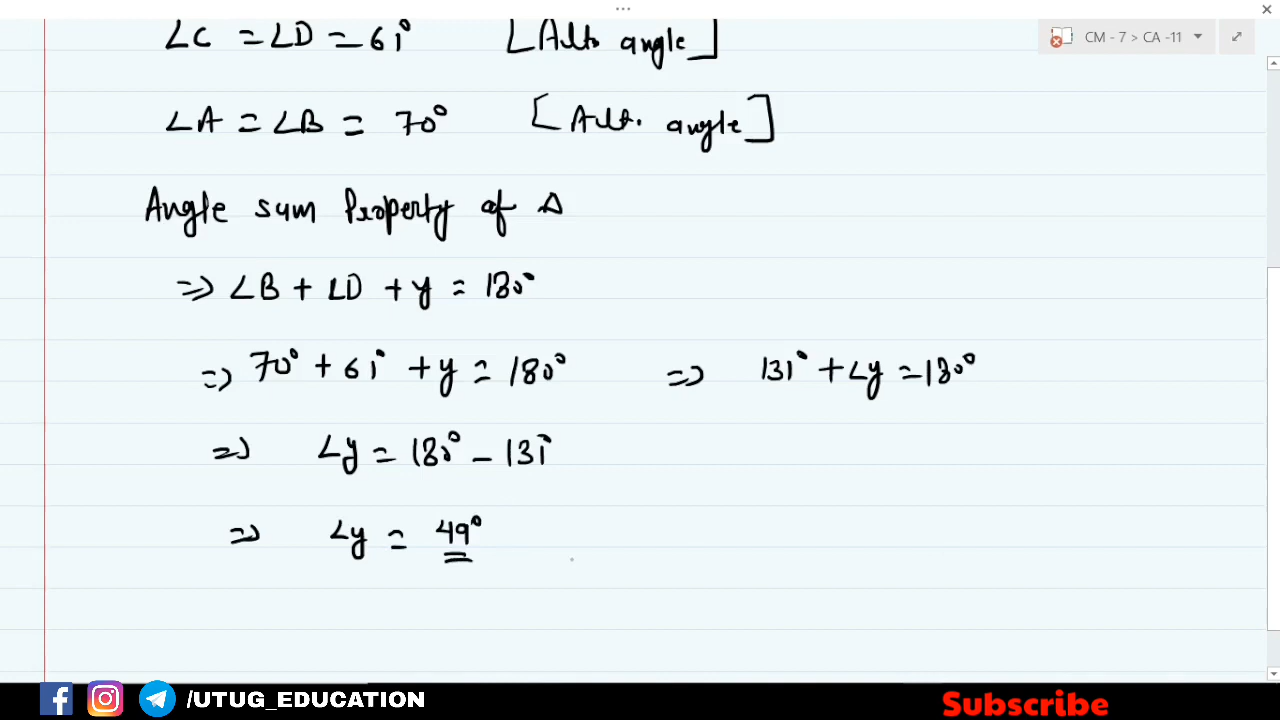 ∠C = ∠D = 61° [Alt. angle]
CM - 7 > CA -11
∠A = ∠B = 70° [Alt. angle]
Angle sum Property of Δ
⇒ ∠B + ∠D + y = 180°
⇒ 70° + 61° + y = 180° ⇒ 131° + ∠y = 180°
⇒ ∠y = 180° - 131°
⇒ ∠y = 49°
/UTUG_EDUCATION
Subscribe